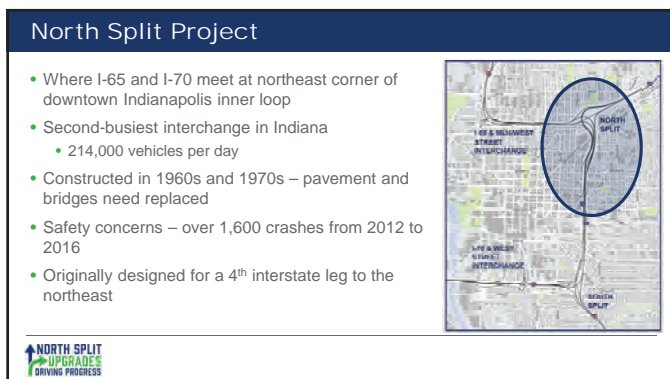 North Split Project
• Where I-65 and I-70 meet at northeast corner of
downtown Indianapolis inner loop
• Second-busiest interchange in Indiana
• 214,000 vehicles per day
• Constructed in 1960s and 1970s – pavement and
bridges need replaced
• Safety concerns – over 1,600 crashes from 2012 to
2016
• Originally designed for a 4th interstate leg to the
northeast
NORTH
SPLIT
I-65 &
STREET
INTERCHANGE
I-70 & WEST
STREET
INTERCHANGE
SOUTH
SPLIT
NORTH SPLIT
UPGRADES
DRIVING PROGRESS